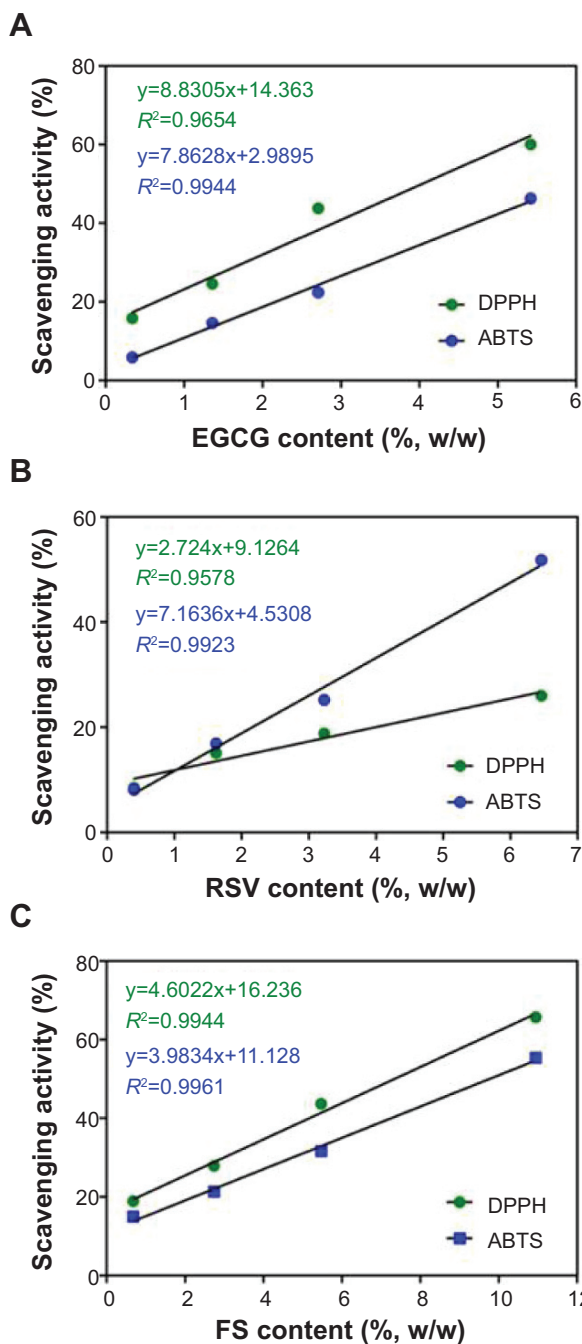 A
y=8.8305x+14.363
R²=0.9654
y=7.8628x+2.9895
R²=0.9944
80
60
40
20
0
Scavenging activity (%)
DPPH
ABTS
0 1 2 3 4 5 6
EGCG content (%, w/w)
B
y=2.724x+9.1264
R²=0.9578
y=7.1636x+4.5308
R²=0.9923
60
40
20
0
Scavenging activity (%)
DPPH
ABTS
0 1 2 3 4 5 6 7
RSV content (%, w/w)
C
y=4.6022x+16.236
R²=0.9944
y=3.9834x+11.128
R²=0.9961
80
60
40
20
0
Scavenging activity (%)
DPPH
ABTS
0 2 4 6 8 10 12
FS content (%, w/w)